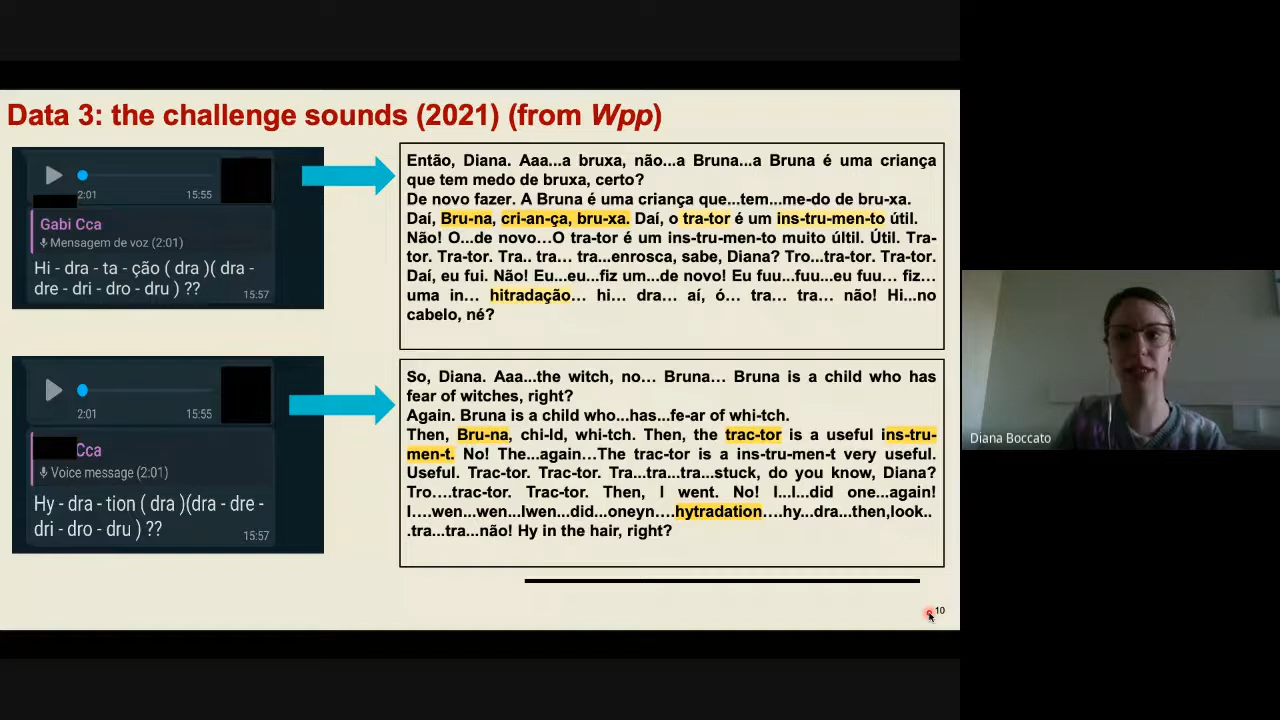 Data 3: the challenge sounds (2021) (from Wpp)
2:01
15:55
Gabi Cca
Mensagem de voz (2:01)
Hi - dra - ta - ção ( dra )( dra -
dre - dri - dro - dru ) ??
15:57
Então, Diana. Aaa...a bruxa, não...a Bruna...a Bruna é uma criança
que tem medo de bruxa, certo?
De novo fazer. A Bruna é uma criança que...tem...me-do de bru-xa.
Daí, Bru-na, cri-an-ça, bru-xa. Daí, o tra-tor é um ins-tru-men-to útil.
Não! O...de novo…O tra-tor é um ins-tru-men-to muito últil. Útil. Tra-
tor. Tra-tor. Tra.. tra… tra...enrosca, sabe, Diana? Tro...tra-tor. Tra-tor.
Daí, eu fui. Não! Eu...eu...fiz um...de novo! Eu fuu...fuu...eu fuu… fiz…
uma in… hitradação… hi… dra… aí, ó… tra… tra… não! Hi...no
cabelo, né?
2:01
15:55
Cca
Voice message (2:01)
Hy - dra - tion ( dra )(dra - dre -
dri - dro - dru ) ??
15:57
So, Diana. Aaa...the witch, no… Bruna… Bruna is a child who has
fear of witches, right?
Again. Bruna is a child who...has...fe-ar of whi-tch.
Then, Bru-na, chi-ld, whi-tch. Then, the trac-tor is a useful ins-tru-
men-t. No! The...again…The trac-tor is a ins-tru-men-t very useful.
Useful. Trac-tor. Trac-tor. Tra...tra...tra...stuck, do you know, Diana?
Tro….trac-tor. Trac-tor. Then, I went. No! I...I...did one...again!
I….wen...wen...Iwen...did...oneyn….hytradation….hy...dra...then,look..
.tra...tra...não! Hy in the hair, right?
10
Diana Boccato